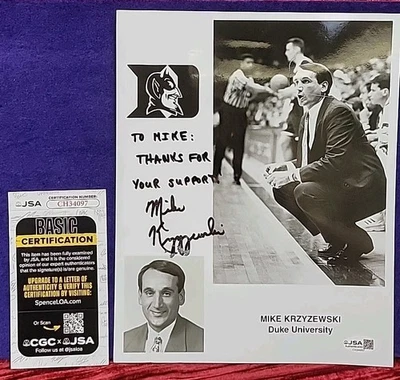 TO MIKE:
THANKS FOR
YOUR SUPPORT!
Mike
Krzyzewski
JSA
CERTIFICATION NUMBER
CH34097
BASIC
CERTIFICATION
This item has been fully examined
by JSA, and it is the considered
opinion of our expert authenticators
that the signature(s) is/are genuine.
UPGRADE TO A LETTER OF
AUTHENTICITY & VERIFY THIS
CERTIFICATION BY VISITING:
SpenceLOA.com
Or Scan
CGC x JSA
Follow us @jsaloa
MIKE KRZYZEWSKI
Duke University
JSA